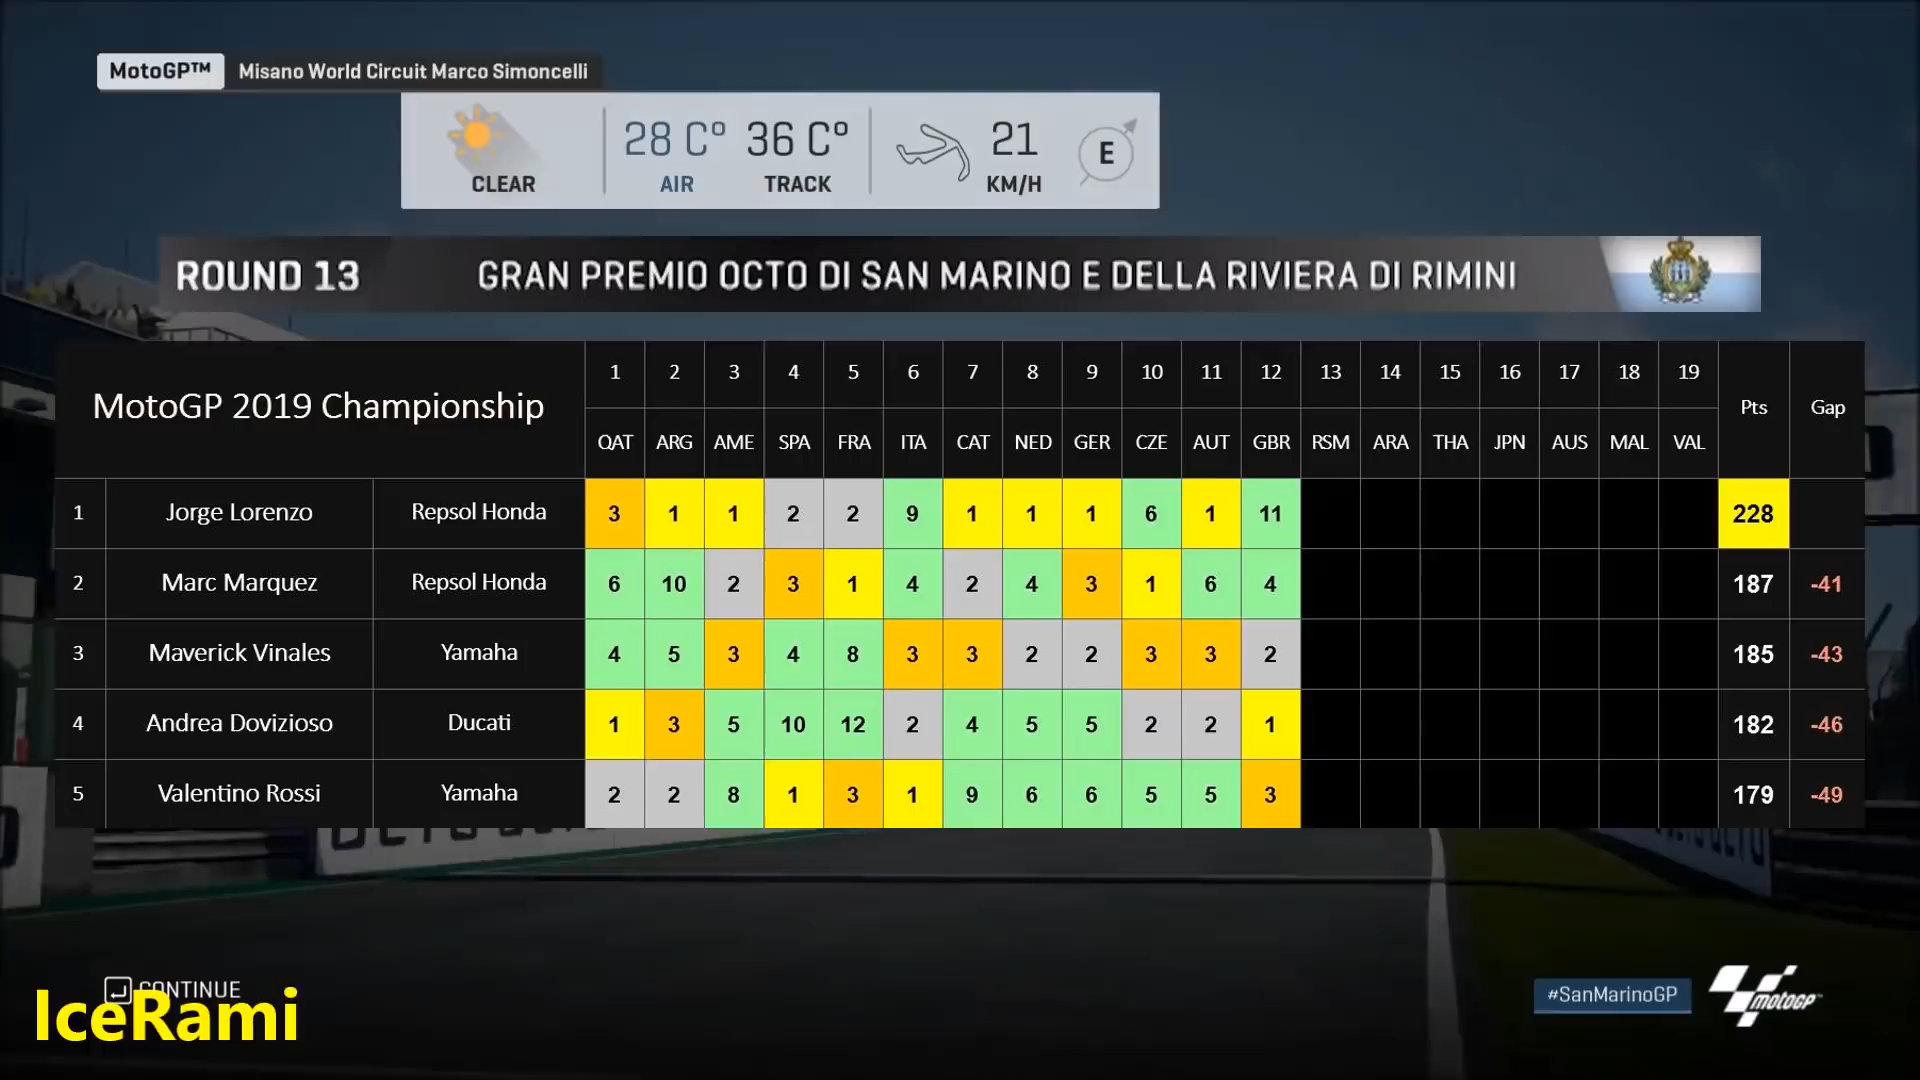 MotoGP™ Misano World Circuit Marco Simoncelli
28 C° 36 C° 21 E
CLEAR AIR TRACK KM/H
ROUND 13 GRAN PREMIO OCTO DI SAN MARINO E DELLA RIVIERA DI RIMINI
MotoGP 2019 Championship 1 2 3 4 5 6 7 8 9 10 11 12 13 14 15 16 17 18 19 Pts Gap
QAT ARG AME SPA FRA ITA CAT NED GER CZE AUT GBR RSM ARA THA JPN AUS MAL VAL
1 Jorge Lorenzo Repsol Honda 3 1 1 2 2 9 1 1 1 6 1 11 228
2 Marc Marquez Repsol Honda 6 10 2 3 1 4 2 4 3 1 6 4 187 -41
3 Maverick Vinales Yamaha 4 5 3 4 8 3 3 2 2 3 3 2 185 -43
4 Andrea Dovizioso Ducati 1 3 5 10 12 2 4 5 5 2 2 1 182 -46
5 Valentino Rossi Yamaha 2 2 8 1 3 1 9 6 6 5 5 3 179 -49
CONTINUE
IceRami
#SanMarinoGP motoGP™